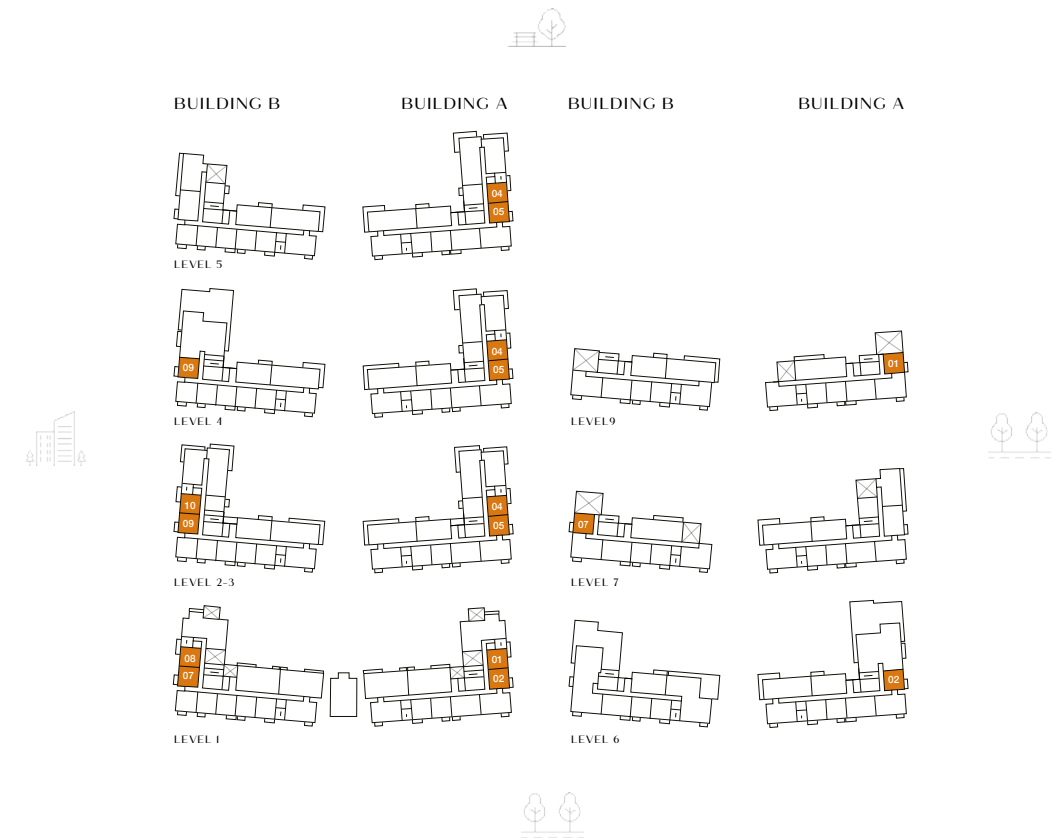 BUILDING B
BUILDING A
BUILDING B
BUILDING A
04
05
LEVEL 5
04
05
09
LEVEL 4
01
LEVEL9
10
09
04
05
LEVEL 2-3
07
LEVEL 7
08
07
01
02
LEVEL 1
02
LEVEL 6